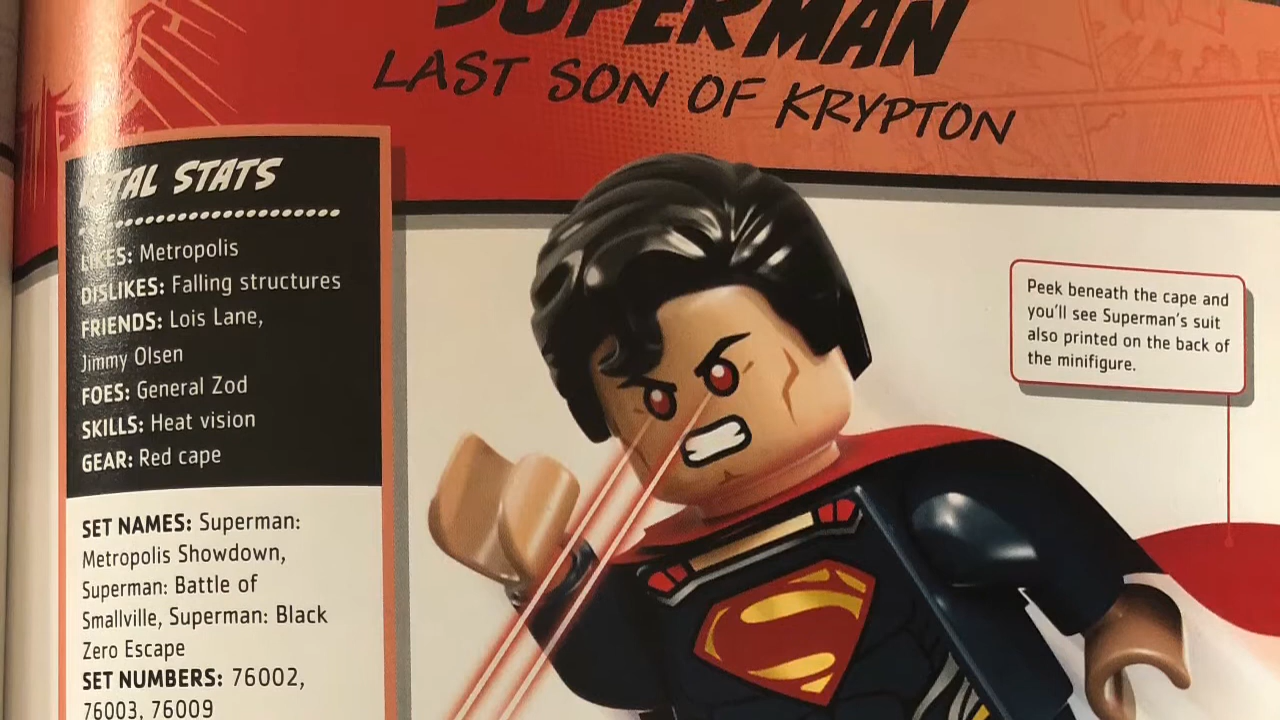 SUPERMAN
LAST SON OF KRYPTON
VITAL STATS
LIKES: Metropolis
DISLIKES: Falling structures
FRIENDS: Lois Lane,
Jimmy Olsen
FOES: General Zod
SKILLS: Heat vision
GEAR: Red cape
SET NAMES: Superman:
Metropolis Showdown,
Superman: Battle of
Smallville, Superman: Black
Zero Escape
SET NUMBERS: 76002,
76003, 76009
Peek beneath the cape and
you'll see Superman's suit
also printed on the back of
the minifigure.